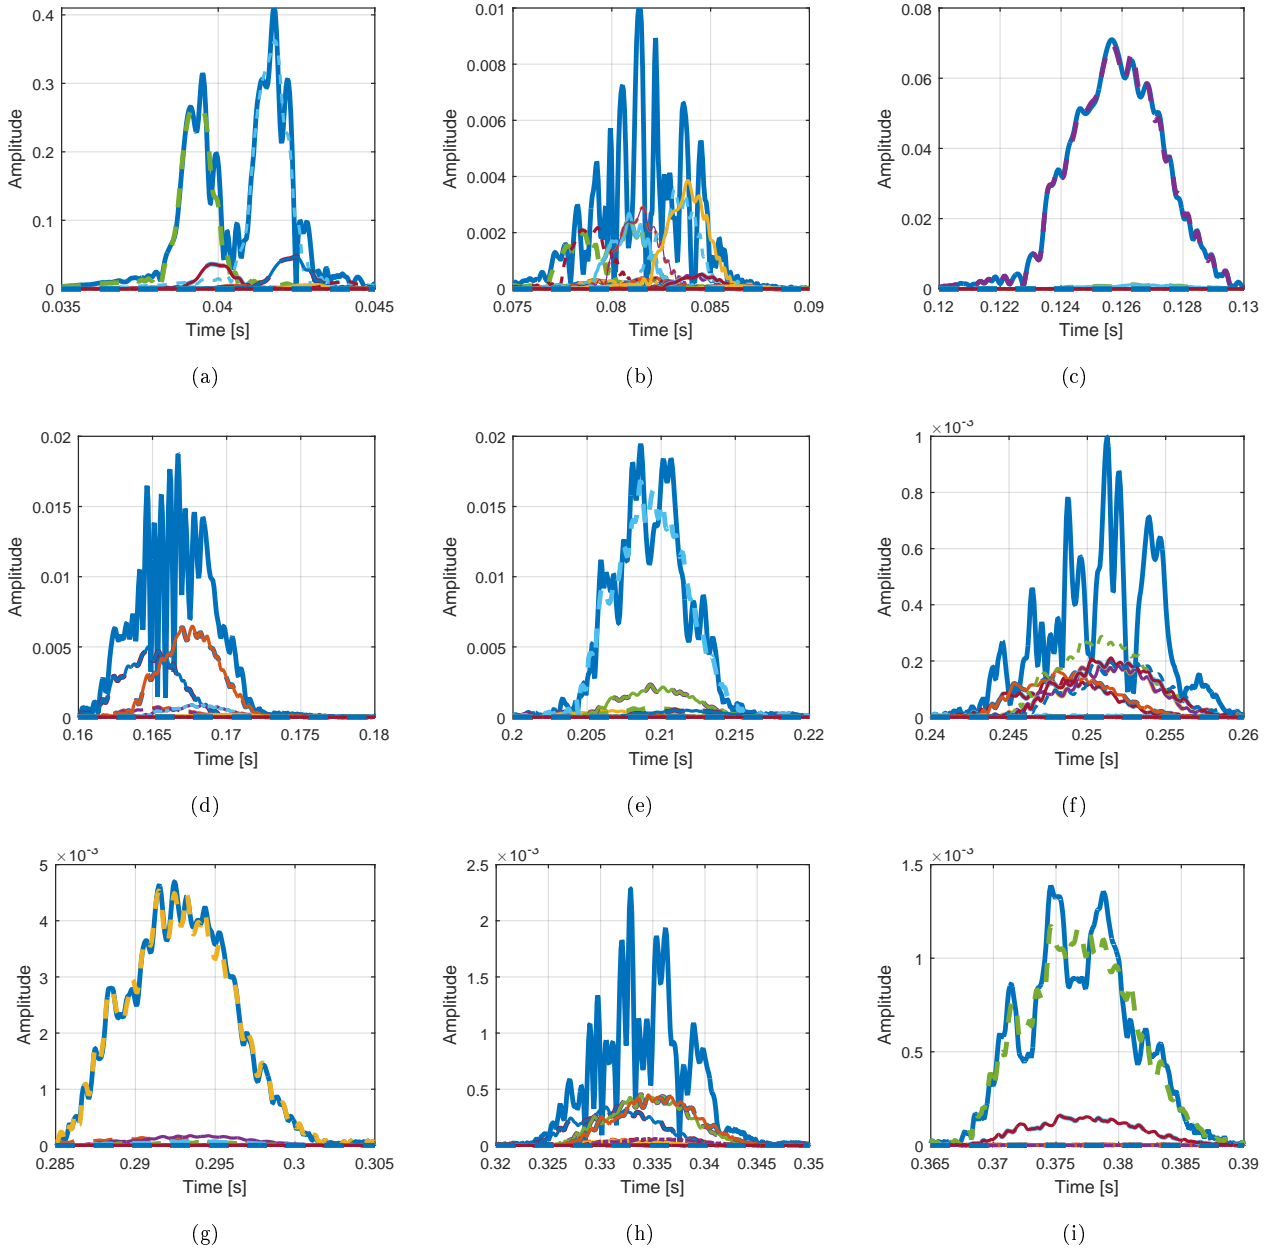 0.4
0.3
0.2
0.1
0
Amplitude
0.035 0.04 0.045
Time [s]
(a)
0.01
0.008
0.006
0.004
0.002
0
Amplitude
0.075 0.08 0.085 0.09
Time [s]
(b)
0.08
0.06
0.04
0.02
0
Amplitude
0.12 0.122 0.124 0.126 0.128 0.13
Time [s]
(c)
0.02
0.015
0.01
0.005
0
Amplitude
0.16 0.165 0.17 0.175 0.18
Time [s]
(d)
0.02
0.015
0.01
0.005
0
Amplitude
0.2 0.205 0.21 0.215 0.22
Time [s]
(e)
×10⁻³
1
0.8
0.6
0.4
0.2
0
Amplitude
0.24 0.245 0.25 0.255 0.26
Time [s]
(f)
×10⁻³
5
4
3
2
1
0
Amplitude
0.285 0.29 0.295 0.3 0.305
Time [s]
(g)
×10⁻³
2.5
2
1.5
1
0.5
0
Amplitude
0.32 0.325 0.33 0.335 0.34 0.345 0.35
Time [s]
(h)
×10⁻³
1.5
1
0.5
0
Amplitude
0.365 0.37 0.375 0.38 0.385 0.39
Time [s]
(i)